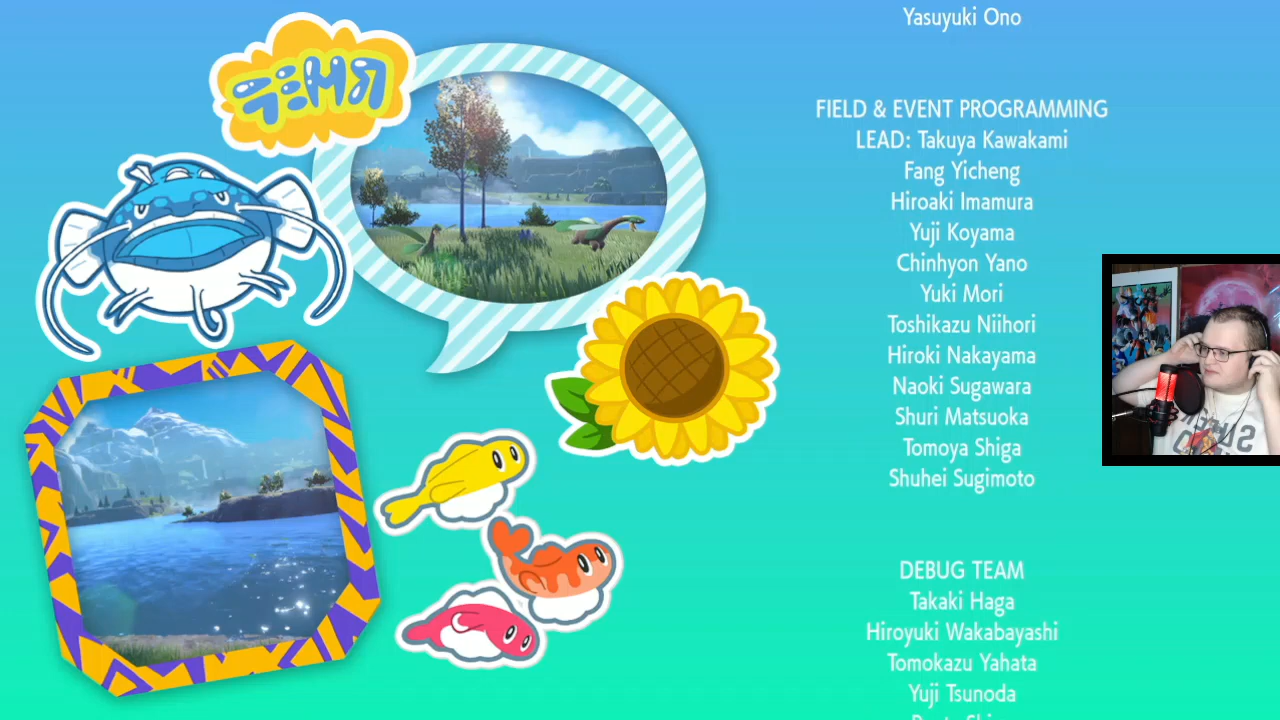 Yasuyuki Ono
FIELD & EVENT PROGRAMMING
LEAD: Takuya Kawakami
Fang Yicheng
Hiroaki Imamura
Yuji Koyama
Chinhyon Yano
Yuki Mori
Toshikazu Niihori
Hiroki Nakayama
Naoki Sugawara
Shuri Matsuoka
Tomoya Shiga
Shuhei Sugimoto
DEBUG TEAM
Takaki Haga
Hiroyuki Wakabayashi
Tomokazu Yahata
Yuji Tsunoda